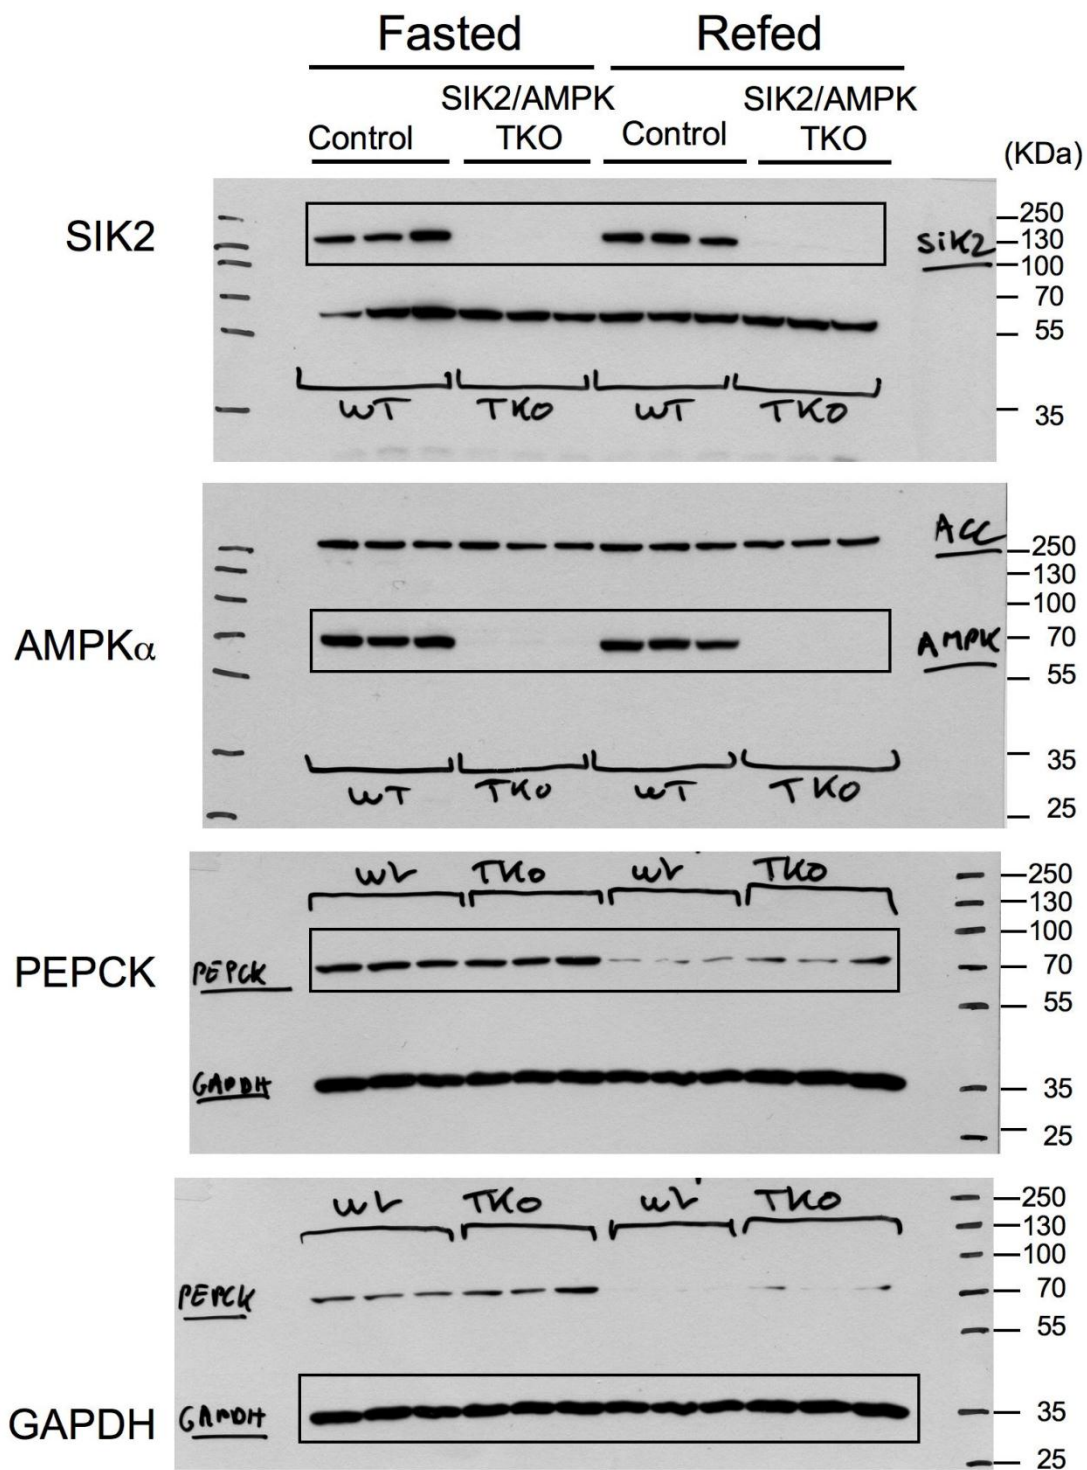 Fasted Refed
SIK2/AMPK SIK2/AMPK
Control TKO Control TKO (KDa)
SIK2
SiK2
250
130
100
70
55
35
WT TKO WT TKO
ACC
AMPKα
AMPK
250
130
100
70
55
35
25
WT TKO WT TKO
wt TKO wt TKO
PEPCK
PEPCK
GAPDH
250
130
100
70
55
35
25
wt TKO wt TKO
PEPCK
GAPDH
GAPDH
250
130
100
70
55
35
25